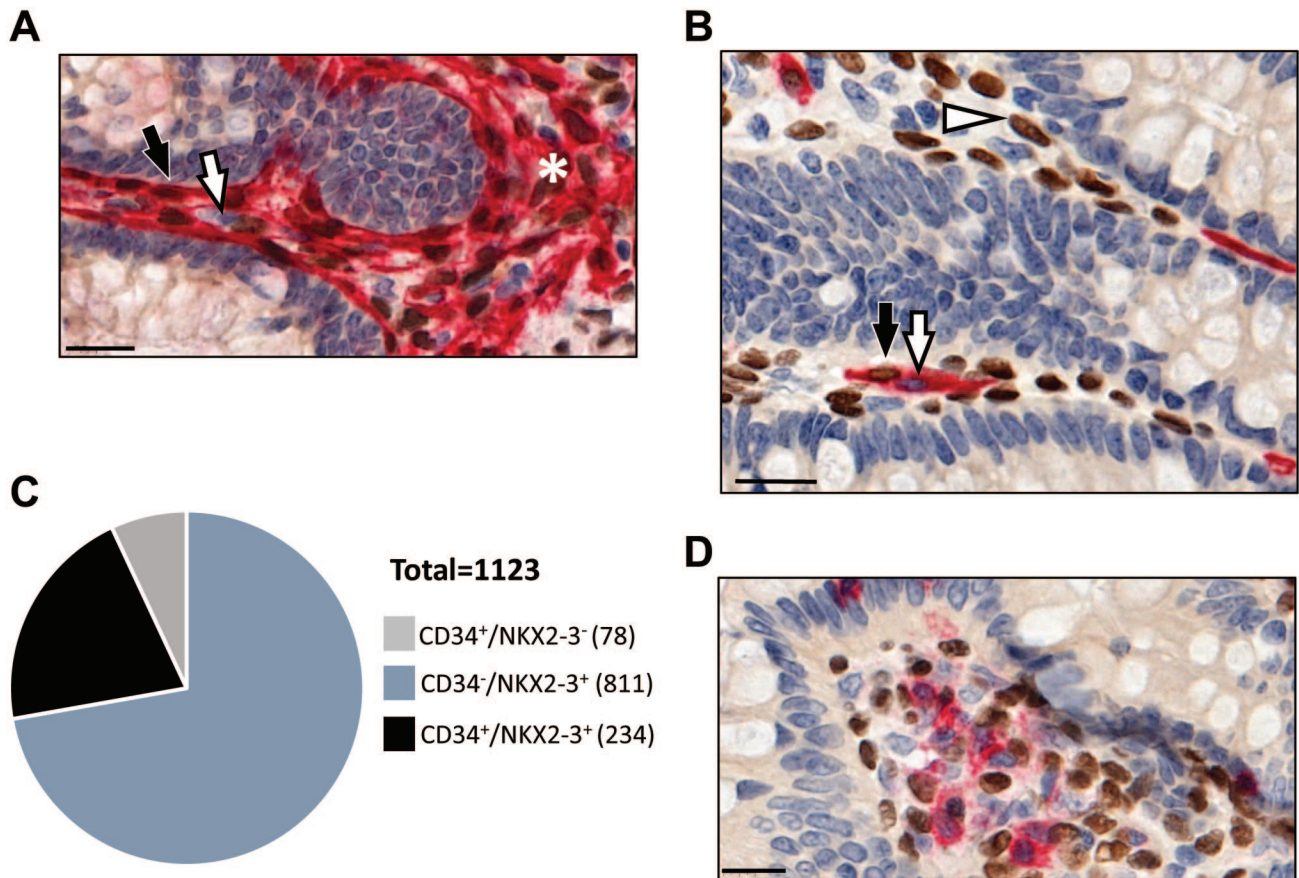 A
B
*
C
Total=1123
CD34⁺/NKX2-3⁻ (78)
CD34⁻/NKX2-3⁺ (811)
CD34⁺/NKX2-3⁺ (234)
D